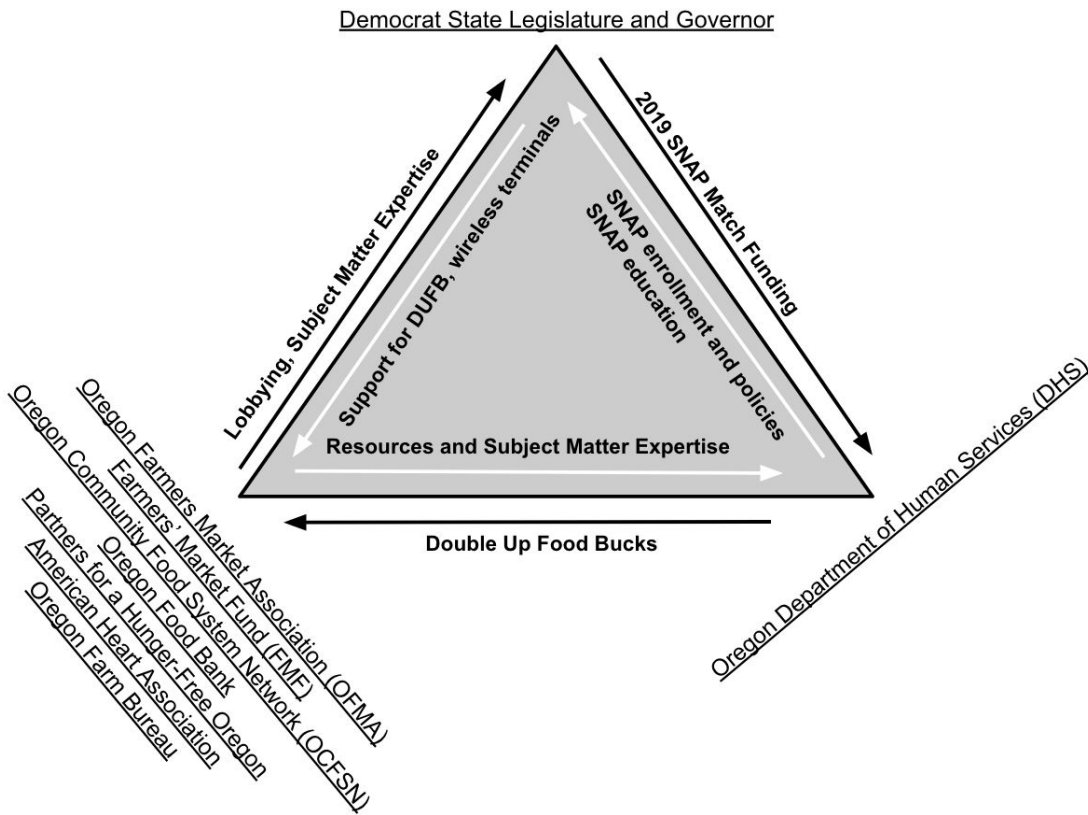 Democrat State Legislature and Governor
Lobbying, Subject Matter Expertise
Support for DUFB, wireless terminals
2019 SNAP Match Funding
SNAP enrollment and policies
SNAP education
Resources and Subject Matter Expertise
Double Up Food Bucks
Oregon Farmers Market Association (OFMA)
Farmers’ Market Fund (FMF)
Oregon Community Food System Network (OCFSN)
Oregon Food Bank
Partners for a Hunger-Free Oregon
American Heart Association
Oregon Farm Bureau
Oregon Department of Human Services (DHS)